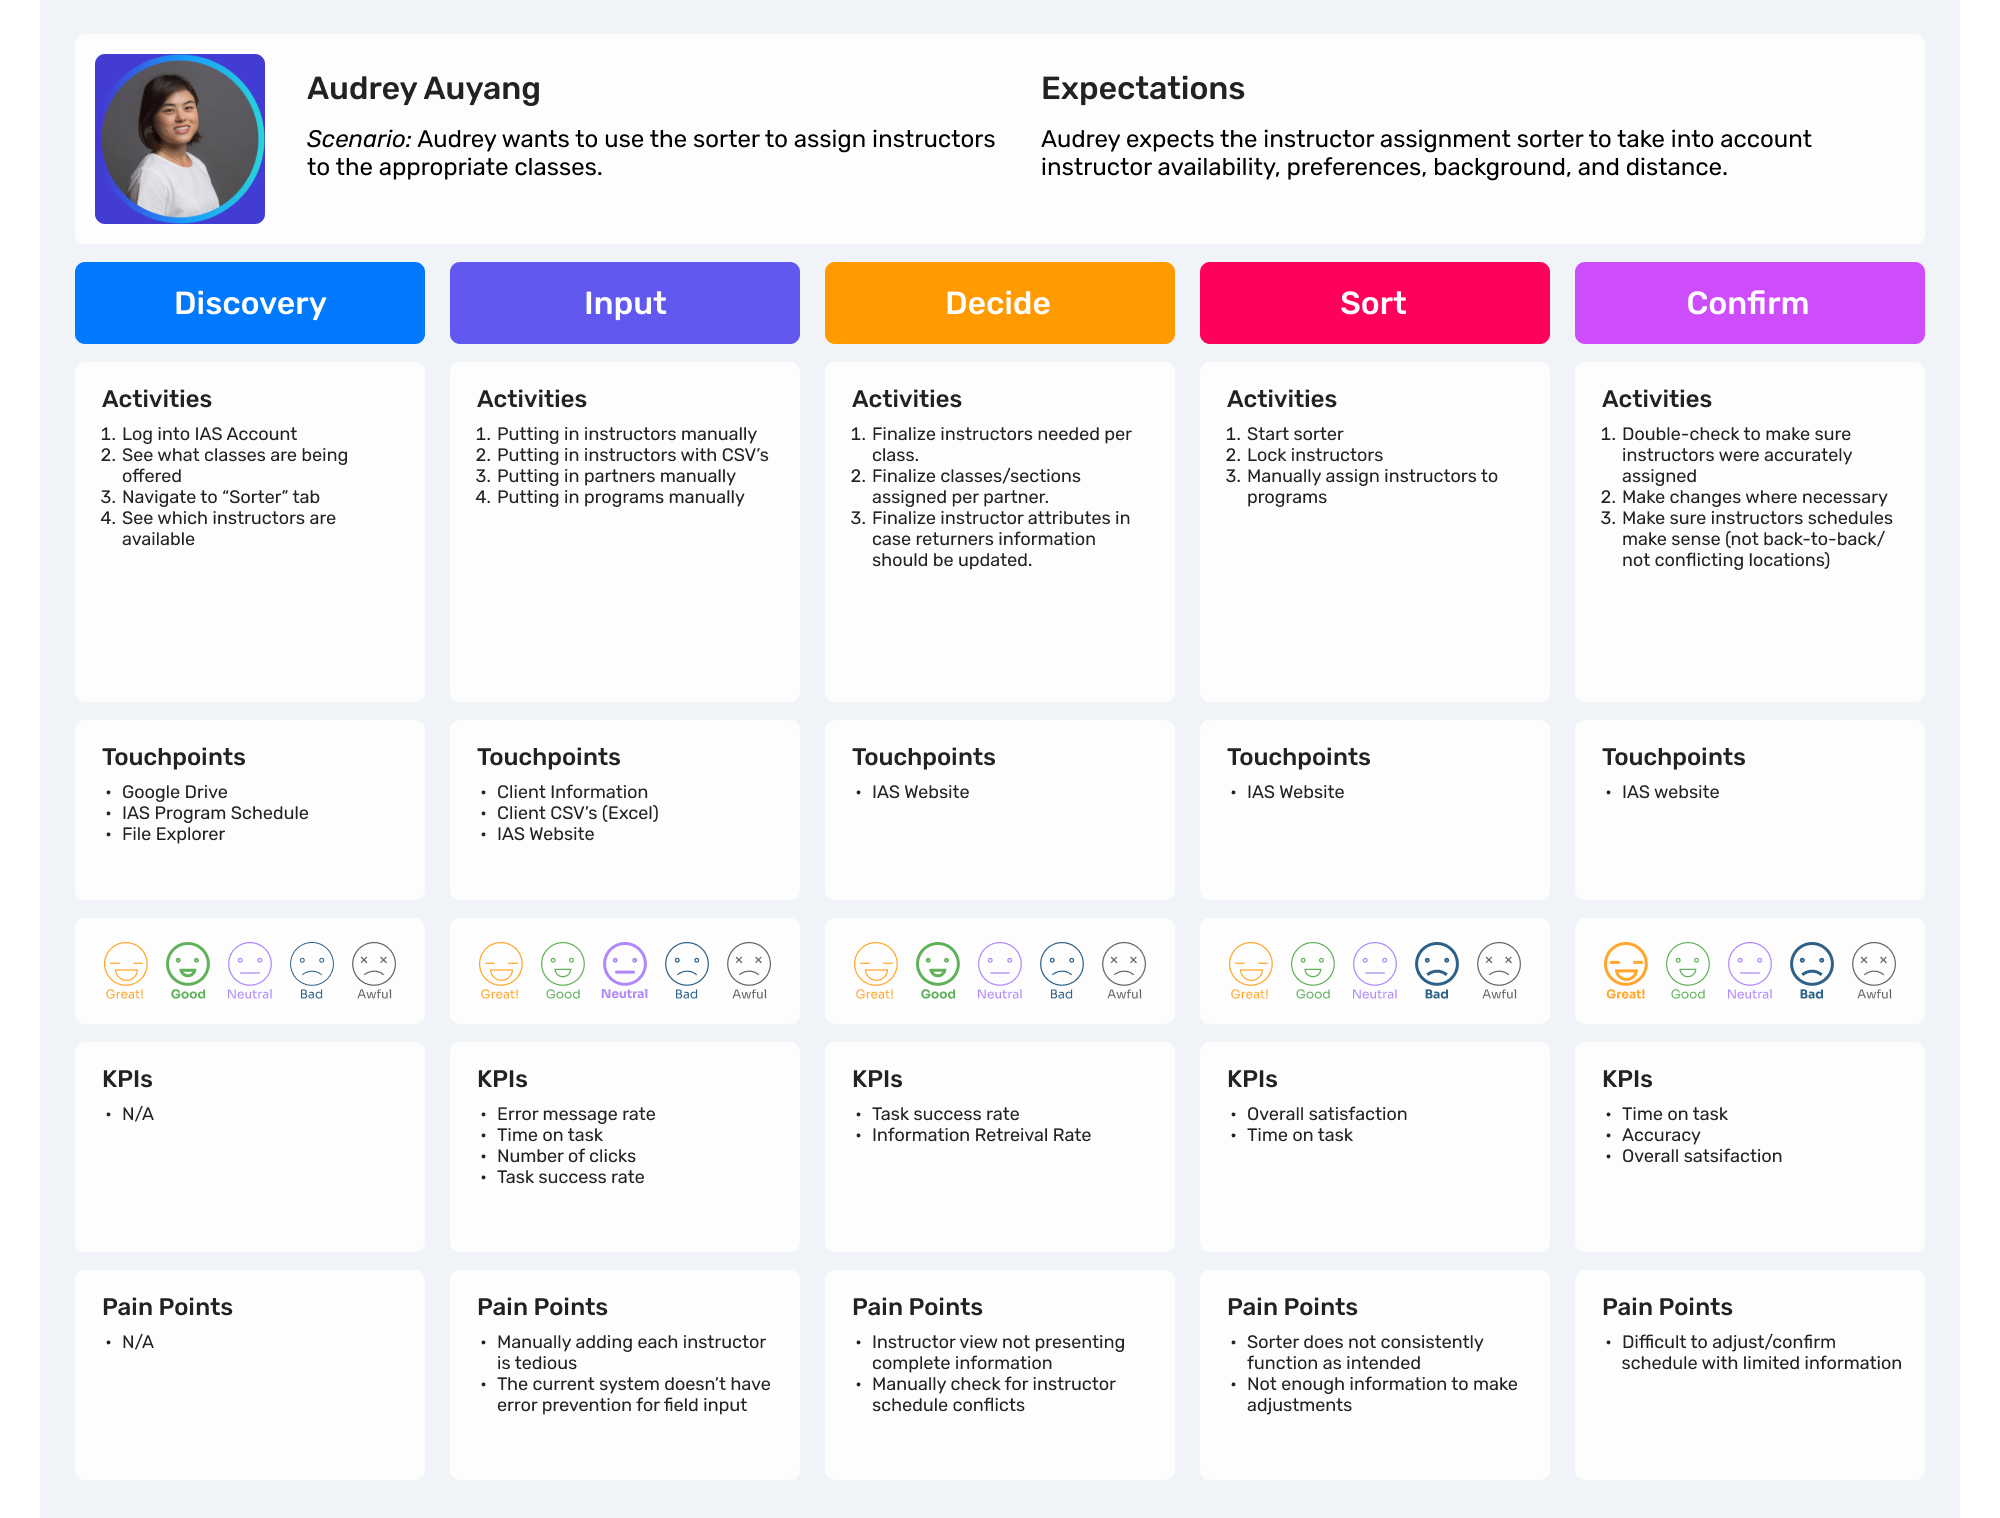 Audrey Auyang
Scenario: Audrey wants to use the sorter to assign instructors
to the appropriate classes.
Expectations
Audrey expects the instructor assignment sorter to take into account
instructor availability, preferences, background, and distance.
Discovery
Input
Decide
Sort
Confirm
Activities
1. Log into IAS Account
2. See what classes are being
offered
3. Navigate to “Sorter” tab
4. See which instructors are
available
Activities
1. Putting in instructors manually
2. Putting in instructors with CSV’s
3. Putting in partners manually
4. Putting in programs manually
Activities
1. Finalize instructors needed per
class.
2. Finalize classes/sections
assigned per partner.
3. Finalize instructor attributes in
case returners information
should be updated.
Activities
1. Start sorter
2. Lock instructors
3. Manually assign instructors to
programs
Activities
1. Double-check to make sure
instructors were accurately
assigned
2. Make changes where necessary
3. Make sure instructors schedules
make sense (not back-to-back/
not conflicting locations)
Touchpoints
• Google Drive
• IAS Program Schedule
• File Explorer
Touchpoints
• Client Information
• Client CSV’s (Excel)
• IAS Website
Touchpoints
• IAS Website
Touchpoints
• IAS Website
Touchpoints
• IAS website
Great! Good Neutral Bad Awful
Great! Good Neutral Bad Awful
Great! Good Neutral Bad Awful
Great! Good Neutral Bad Awful
Great! Good Neutral Bad Awful
KPIs
• N/A
KPIs
• Error message rate
• Time on task
• Number of clicks
• Task success rate
KPIs
• Task success rate
• Information Retreival Rate
KPIs
• Overall satisfaction
• Time on task
KPIs
• Time on task
• Accuracy
• Overall satsifaction
Pain Points
• N/A
Pain Points
• Manually adding each instructor
is tedious
• The current system doesn’t have
error prevention for field input
Pain Points
• Instructor view not presenting
complete information
• Manually check for instructor
schedule conflicts
Pain Points
• Sorter does not consistently
function as intended
• Not enough information to make
adjustments
Pain Points
• Difficult to adjust/confirm
schedule with limited information